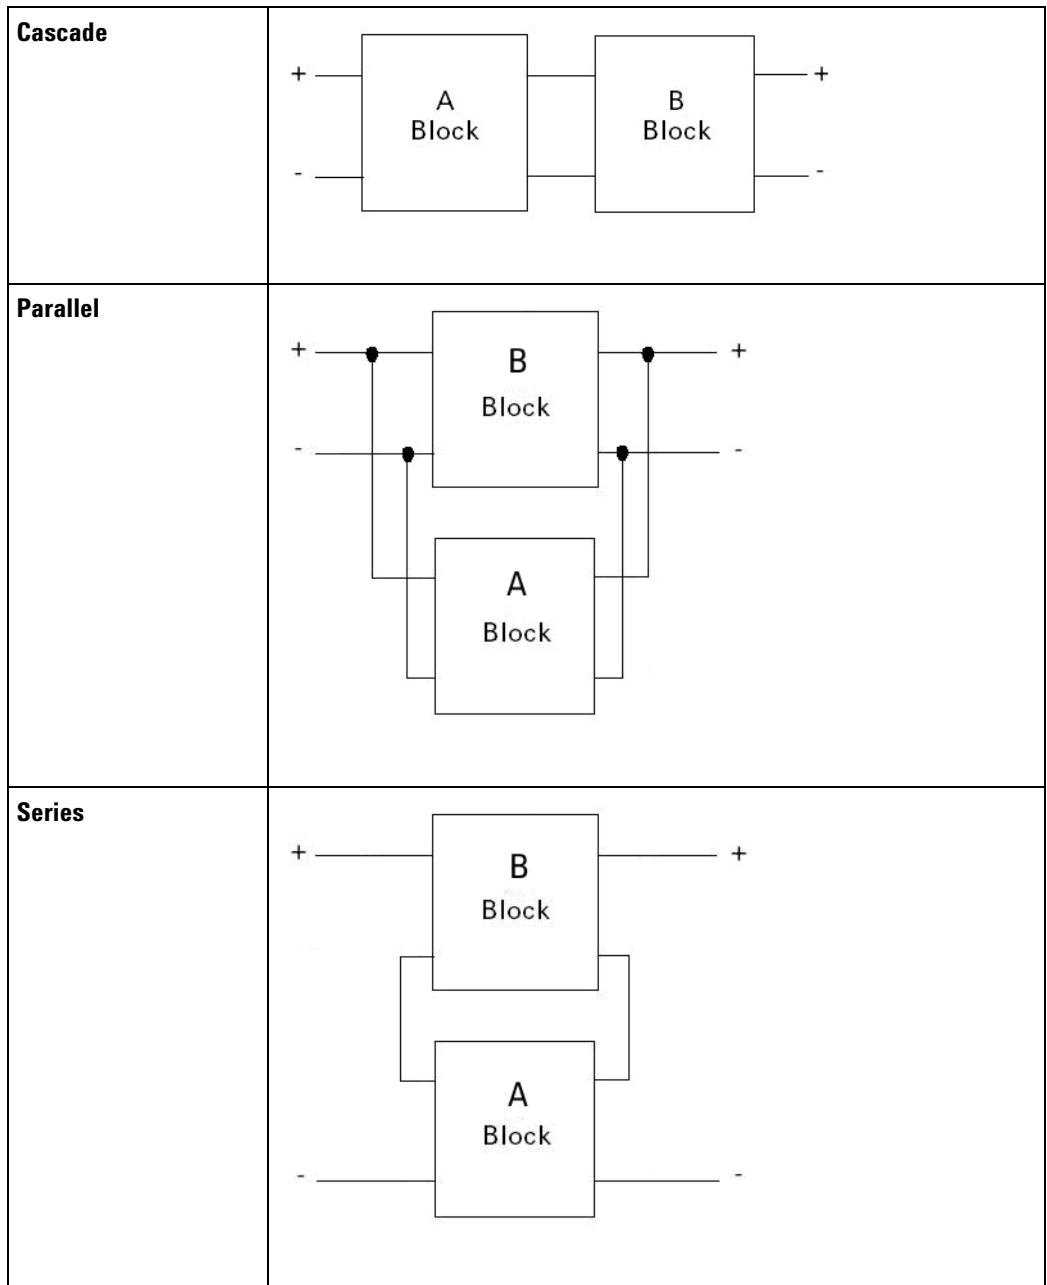 Cascade
+ +
A B
Block Block
- -
Parallel
+ +
B
Block
- -
A
Block
Series
+ +
B
Block
A
Block
- -